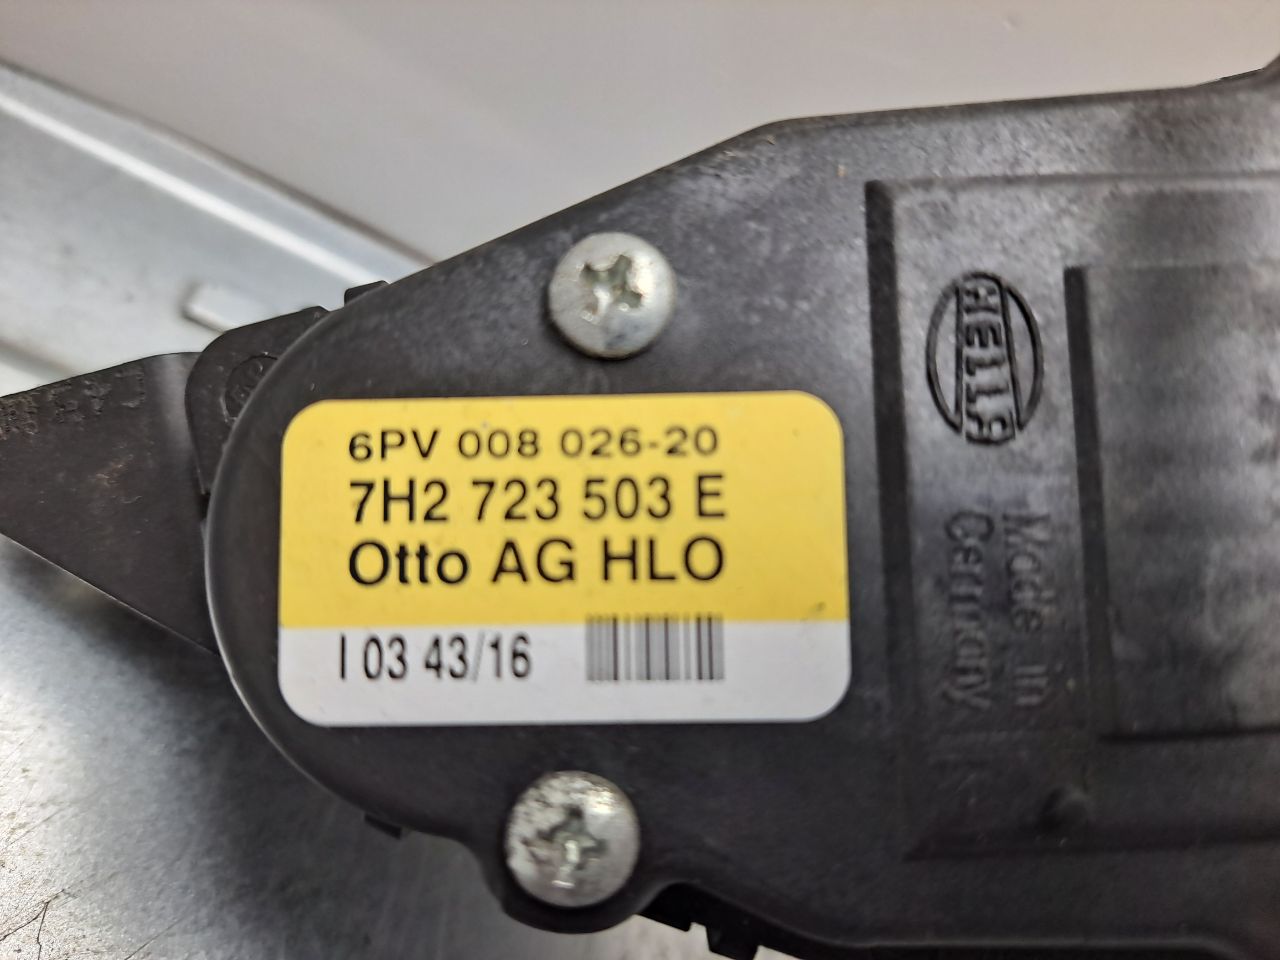 6PV 008 026-20
7H2 723 503 E
Otto AG HLO
I 03 43/16
HELLA
Made in
Germany